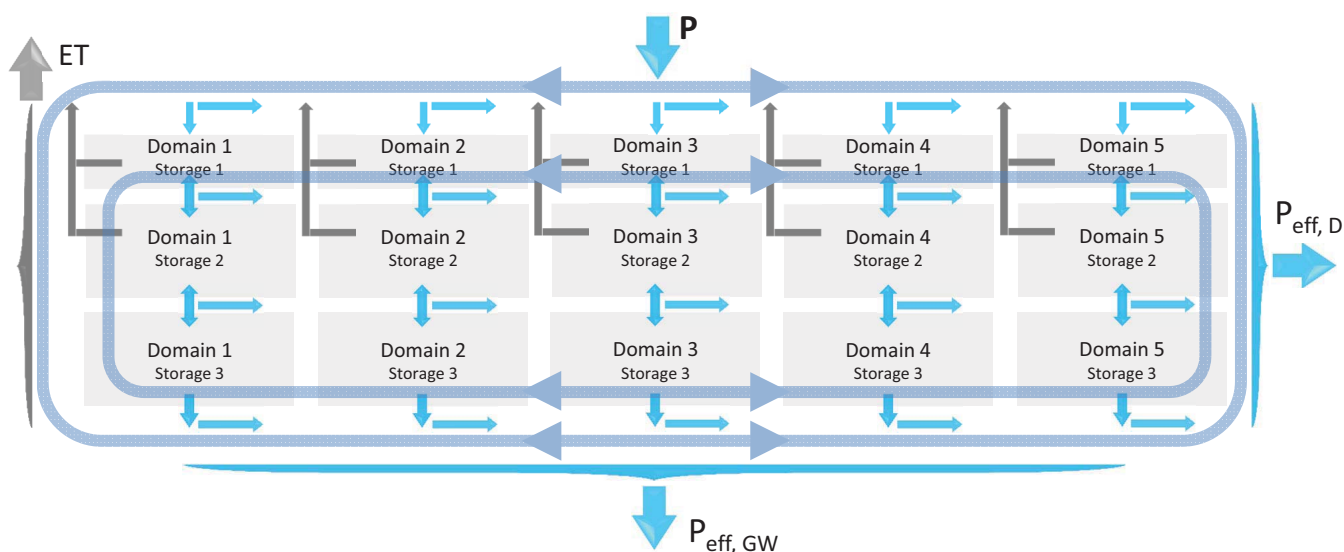 P
ET
Domain 1
Storage 1
Domain 2
Storage 1
Domain 3
Storage 1
Domain 4
Storage 1
Domain 5
Storage 1
Domain 1
Storage 2
Domain 2
Storage 2
Domain 3
Storage 2
Domain 4
Storage 2
Domain 5
Storage 2
Peff, D
Domain 1
Storage 3
Domain 2
Storage 3
Domain 3
Storage 3
Domain 4
Storage 3
Domain 5
Storage 3
Peff, GW